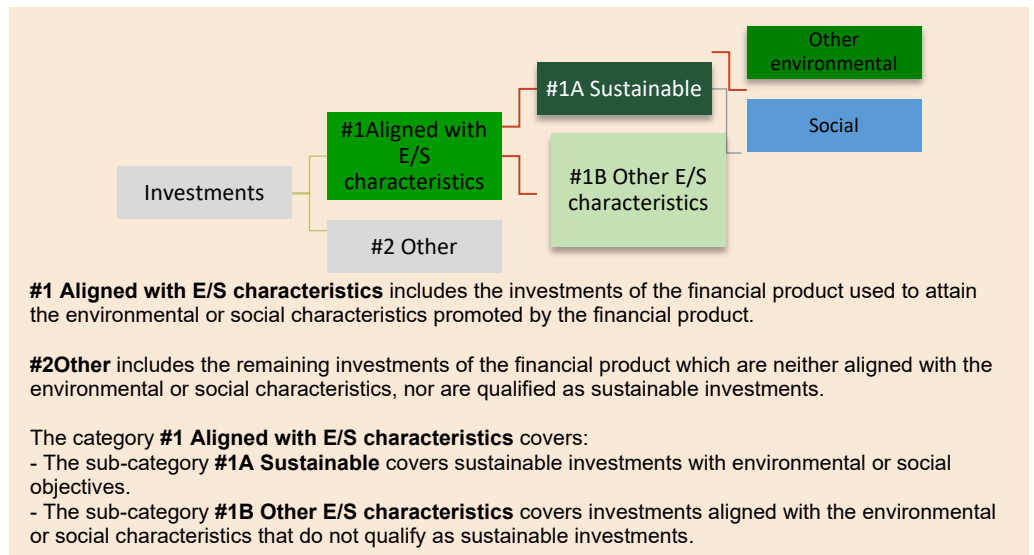 Other
environmental
#1A Sustainable
#1Aligned with
E/S
characteristics
Social
#1B Other E/S
characteristics
Investments
#2 Other
#1 Aligned with E/S characteristics includes the investments of the financial product used to attain
the environmental or social characteristics promoted by the financial product.
#2Other includes the remaining investments of the financial product which are neither aligned with the
environmental or social characteristics, nor are qualified as sustainable investments.
The category #1 Aligned with E/S characteristics covers:
- The sub-category #1A Sustainable covers sustainable investments with environmental or social
objectives.
- The sub-category #1B Other E/S characteristics covers investments aligned with the environmental
or social characteristics that do not qualify as sustainable investments.